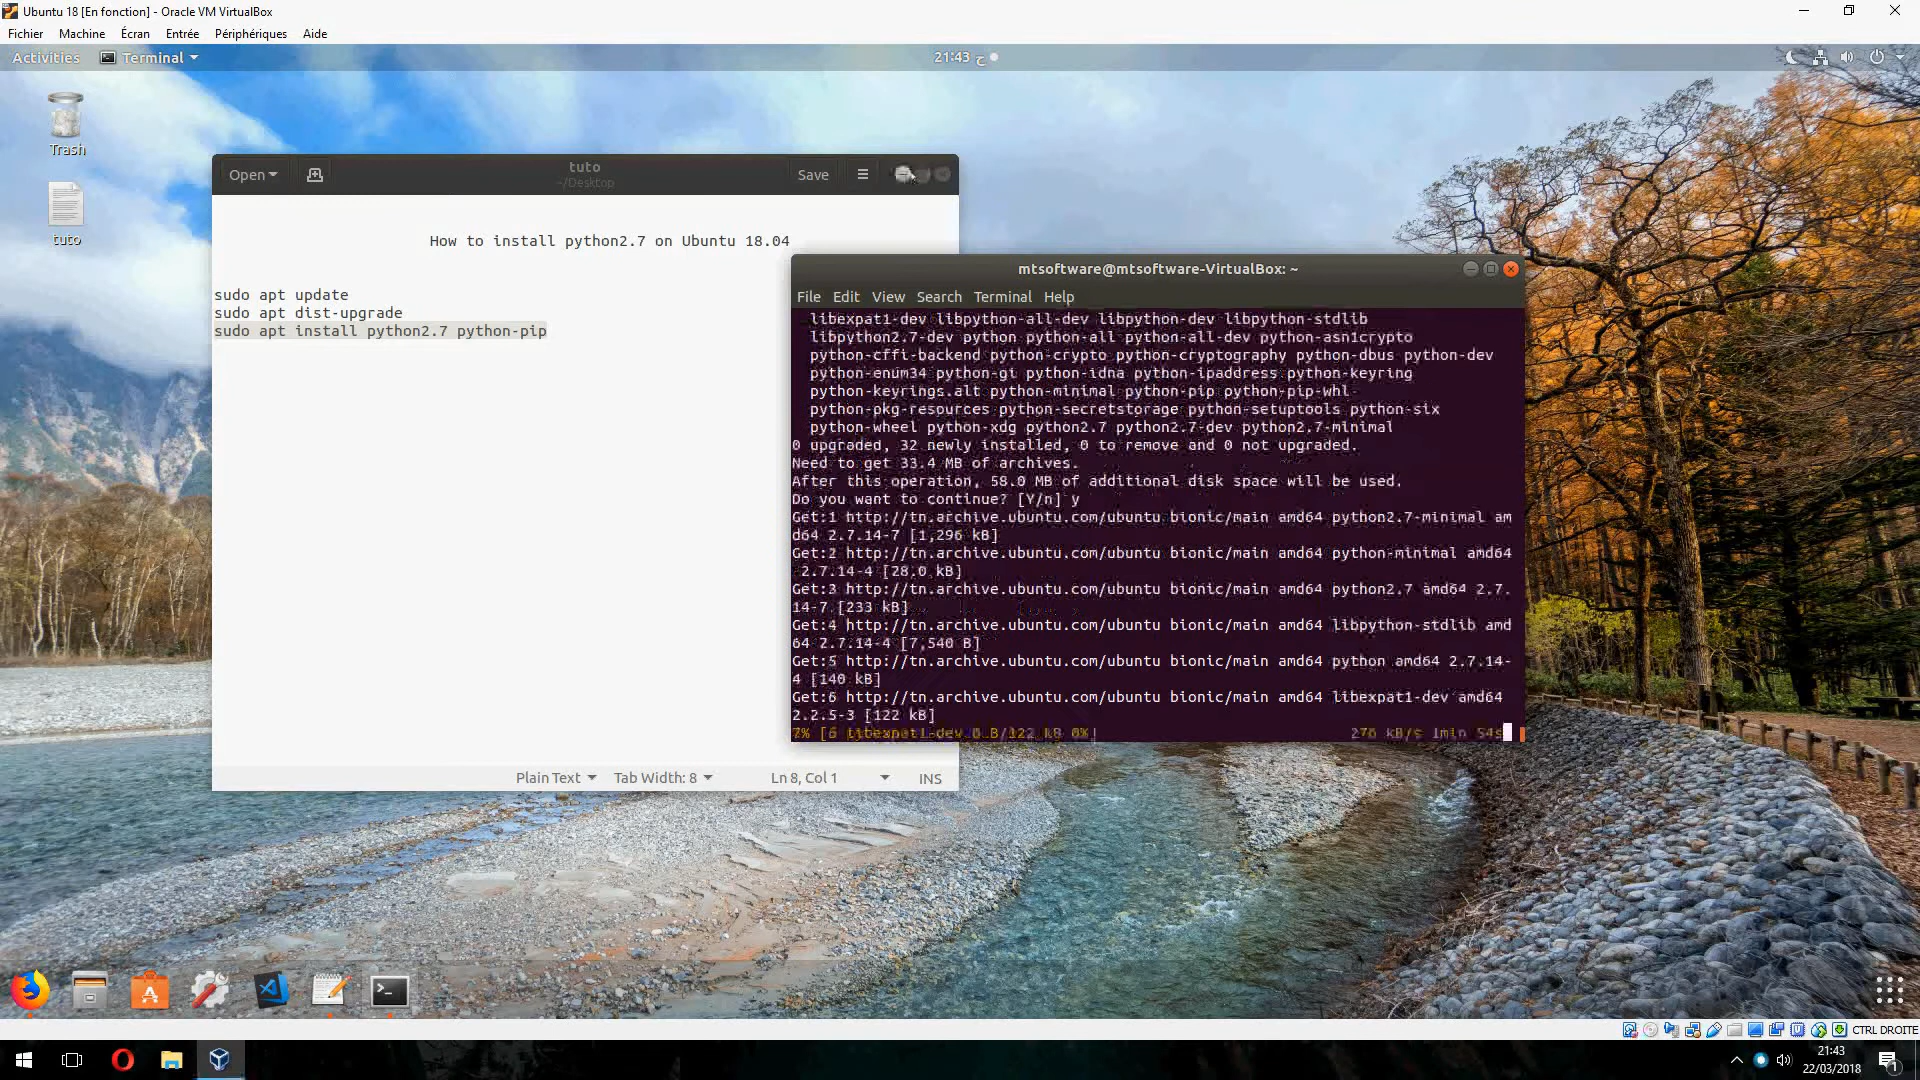 Ubuntu 18 [En fonction] - Oracle VM VirtualBox
Fichier Machine Écran Entrée Périphériques Aide
Activities Terminal 21:43 ح
Trash
tuto
Open tuto Save
~/Desktop
How to install python2.7 on Ubuntu 18.04
sudo apt update
sudo apt dist-upgrade
sudo apt install python2.7 python-pip
Plain Text Tab Width: 8 Ln 8, Col 1 INS
mtsoftware@mtsoftware-VirtualBox: ~
File Edit View Search Terminal Help
libexpat1-dev libpython-all-dev libpython-dev libpython-stdlib
libpython2.7-dev python python-all python-all-dev python-asn1crypto
python-cffi-backend python-crypto python-cryptography python-dbus python-dev
python-enum34 python-gi python-idna python-ipaddress python-keyring
python-keyrings.alt python-minimal python-pip python-pip-whl
python-pkg-resources python-secretstorage python-setuptools python-six
python-wheel python-xdg python2.7 python2.7-dev python2.7-minimal
0 upgraded, 32 newly installed, 0 to remove and 0 not upgraded.
Need to get 33.4 MB of archives.
After this operation, 58.0 MB of additional disk space will be used.
Do you want to continue? [Y/n] y
Get:1 http://tn.archive.ubuntu.com/ubuntu bionic/main amd64 python2.7-minimal am
d64 2.7.14-7 [1,296 kB]
Get:2 http://tn.archive.ubuntu.com/ubuntu bionic/main amd64 python-minimal amd64
2.7.14-4 [28.0 kB]
Get:3 http://tn.archive.ubuntu.com/ubuntu bionic/main amd64 python2.7 amd64 2.7.
14-7 [233 kB]
Get:4 http://tn.archive.ubuntu.com/ubuntu bionic/main amd64 libpython-stdlib amd
64 2.7.14-4 [7,540 B]
Get:5 http://tn.archive.ubuntu.com/ubuntu bionic/main amd64 python amd64 2.7.14-
4 [140 kB]
Get:6 http://tn.archive.ubuntu.com/ubuntu bionic/main amd64 libexpat1-dev amd64
2.2.5-3 [122 kB]
7% [6 libexpat1-dev 0 B/122 kB 0%] 276 kB/s 1min 54s
CTRL DROITE
21:43
22/03/2018